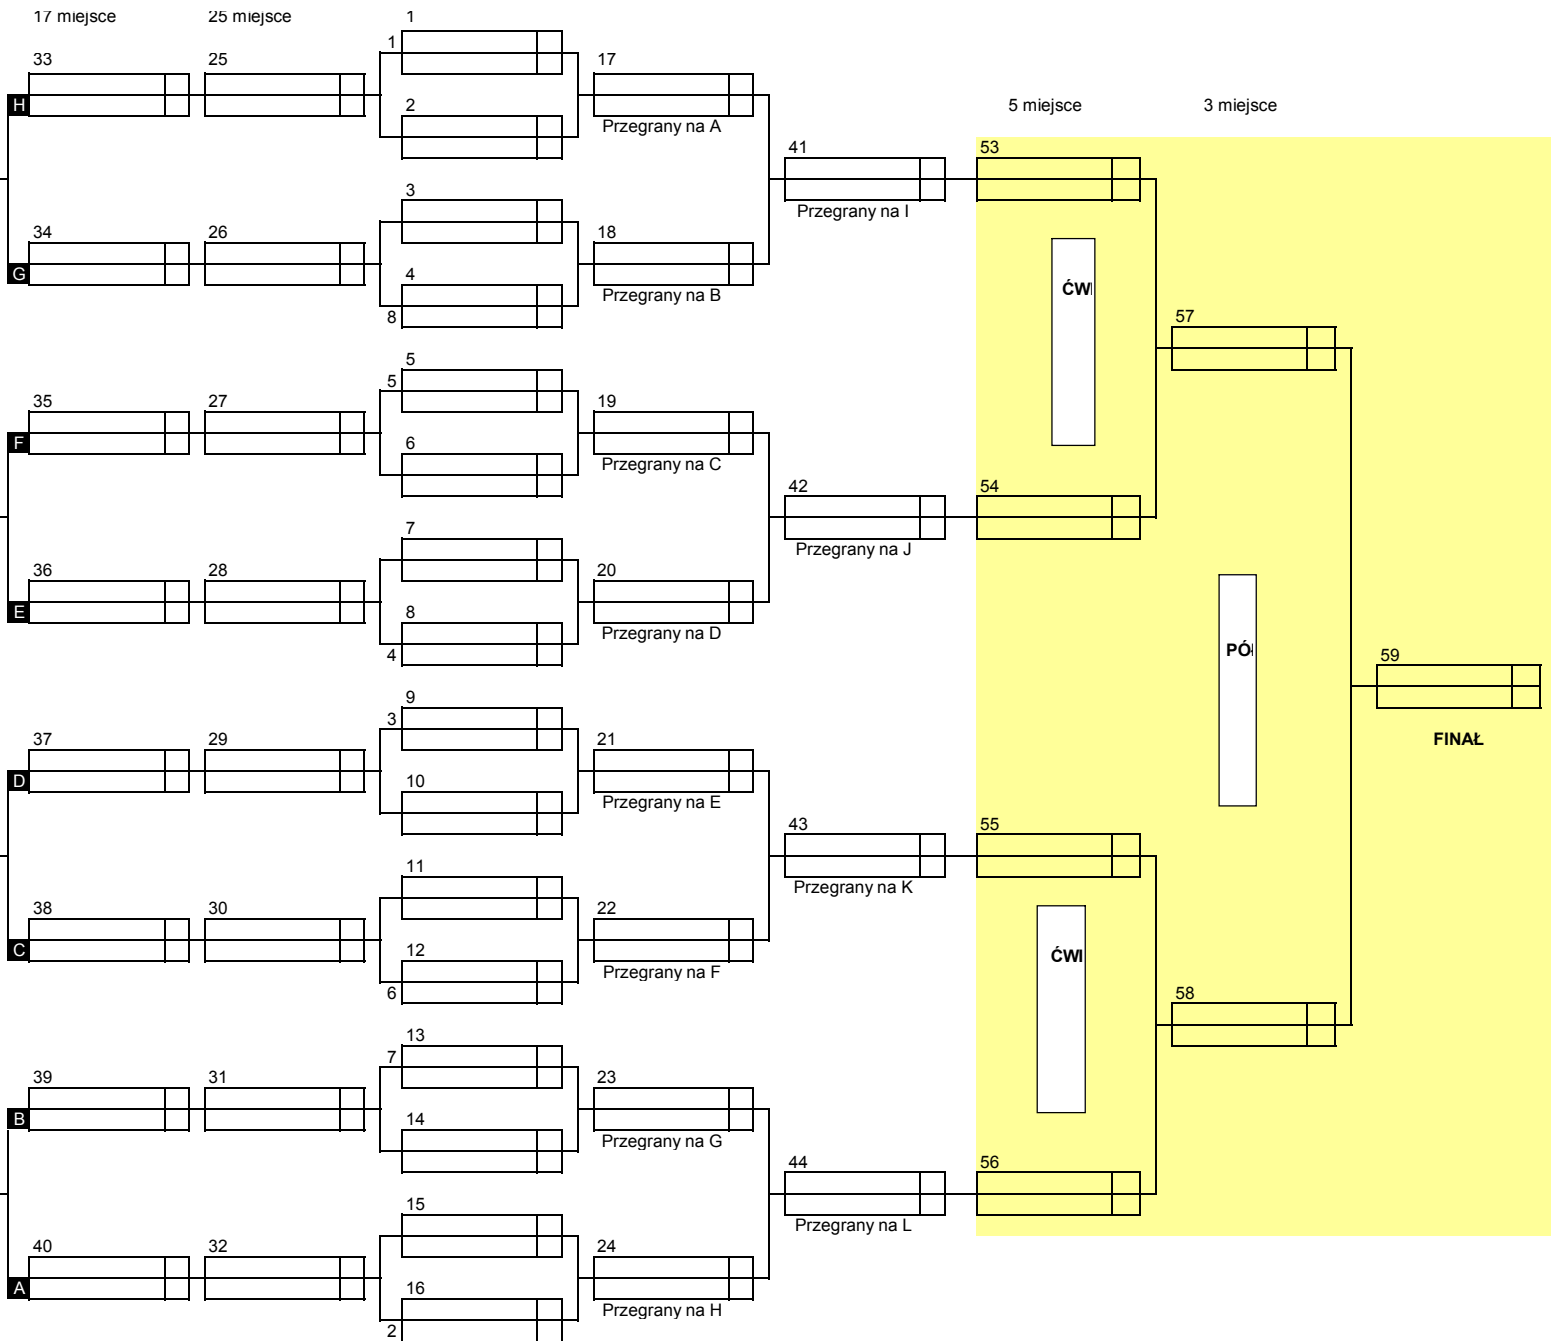 17 miejsce 25 miejsce 1
1
33 25 17
H 2
Przegrany na A
5 miejsce 3 miejsce
41 53
3
Przegrany na I
34 26 18
G 4
Przegrany na B
ĆWI
8 57
5
5
35 27 19
F 6
Przegrany na C
42 54
7
Przegrany na J
36 28 20
E 8
Przegrany na D
4
PÓŁ
59
9
3
37 29 21
FINAŁ
D 10
Przegrany na E
43 55
11
Przegrany na K
38 30 22
C 12
ĆWI
Przegrany na F
6 58
13
7
39 31 23
B 14
Przegrany na G
44 56
15
Przegrany na L
40 32 24
A 16
Przegrany na H
2